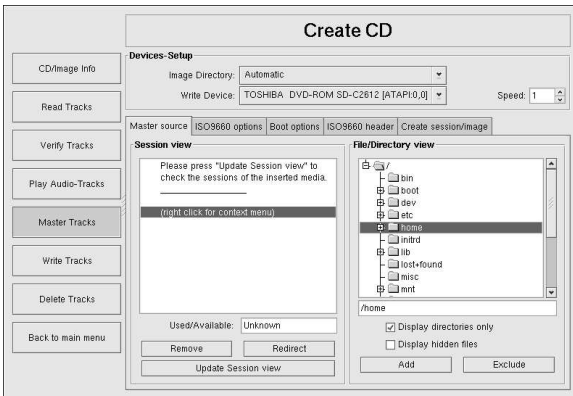 Create CD
CD/Image Info
Read Tracks
Verify Tracks
Play Audio-Tracks
Master Tracks
Write Tracks
Delete Tracks
Back to main menu
Devices-Setup
Image Directory: Automatic
Write Device: TOSHIBA DVD-ROM SD-C2612 [ATAPI:0,0] Speed: 1
Master source ISO9660 options Boot options ISO9660 header Create session/image
Session view
Please press "Update Session view" to
check the sessions of the inserted media.
(right click for context menu)
Used/Available: Unknown
Remove Redirect
Update Session view
File/Directory view
/
bin
boot
dev
etc
home
initrd
lib
lost+found
misc
mnt
/home
Display directories only
Display hidden files
Add Exclude